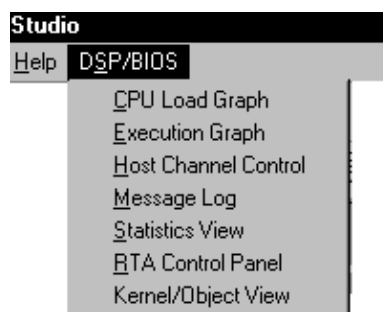 Studio
Help DSP/BIOS
CPU Load Graph
Execution Graph
Host Channel Control
Message Log
Statistics View
RTA Control Panel
Kernel/Object View